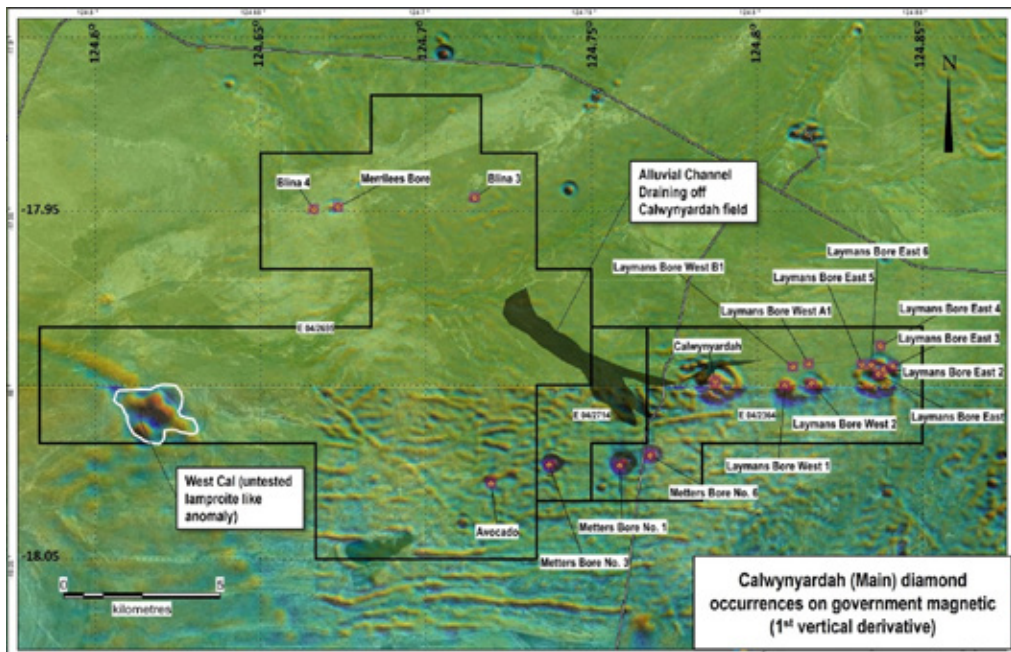 124.6°
124.65°
124.7°
124.75°
124.8°
124.85°
N
Blina 4
Merrilees Bore
Blina 3
-17.95
Alluvial Channel
Draining off
Calwynyardah field
Laymans Bore East 6
Laymans Bore West B1
Laymans Bore East 5
Laymans Bore West A1
Laymans Bore East 4
Laymans Bore East 3
Laymans Bore East 2
Laymans Bore East
Calwynyardah
E 04/2714
E 04/2364
Laymans Bore West 2
Laymans Bore West 1
West Cal (untested
lamproite like
anomaly)
Avocado
Metters Bore No. 6
Metters Bore No. 1
Metters Bore No. 3
-18.05
0 5
kilometres
Calwynyardah (Main) diamond
occurrences on government magnetic
(1st vertical derivative)